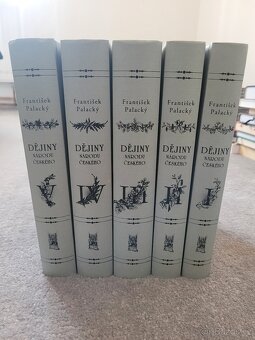 František
Palacký
DĚJINY
NÁRODU
ČESKÉHO
V
František
Palacký
DĚJINY
NÁRODU
ČESKÉHO
IV
František
Palacký
DĚJINY
NÁRODU
ČESKÉHO
III
František
Palacký
DĚJINY
NÁRODU
ČESKÉHO
II
František
Palacký
DĚJINY
NÁRODU
ČESKÉHO
I